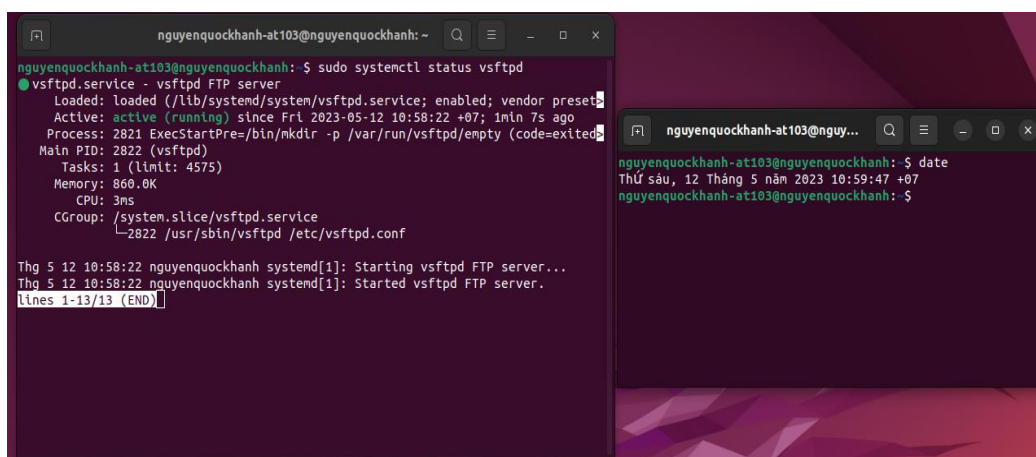 nguyenquockhanh-at103@nguyenquockhanh: ~
nguyenquockhanh-at103@nguyenquockhanh:~$ sudo systemctl status vsftpd
● vsftpd.service - vsftpd FTP server
Loaded: loaded (/lib/systemd/system/vsftpd.service; enabled; vendor preset>
Active: active (running) since Fri 2023-05-12 10:58:22 +07; 1min 7s ago
Process: 2821 ExecStartPre=/bin/mkdir -p /var/run/vsftpd/empty (code=exited>
Main PID: 2822 (vsftpd)
Tasks: 1 (limit: 4575)
Memory: 860.0K
CPU: 3ms
CGroup: /system.slice/vsftpd.service
└─2822 /usr/sbin/vsftpd /etc/vsftpd.conf
Thg 5 12 10:58:22 nguyenquockhanh systemd[1]: Starting vsftpd FTP server...
Thg 5 12 10:58:22 nguyenquockhanh systemd[1]: Started vsftpd FTP server.
lines 1-13/13 (END)
nguyenquockhanh-at103@nguy...
nguyenquockhanh-at103@nguyenquockhanh:~$ date
Thứ sáu, 12 Tháng 5 năm 2023 10:59:47 +07
nguyenquockhanh-at103@nguyenquockhanh:~$